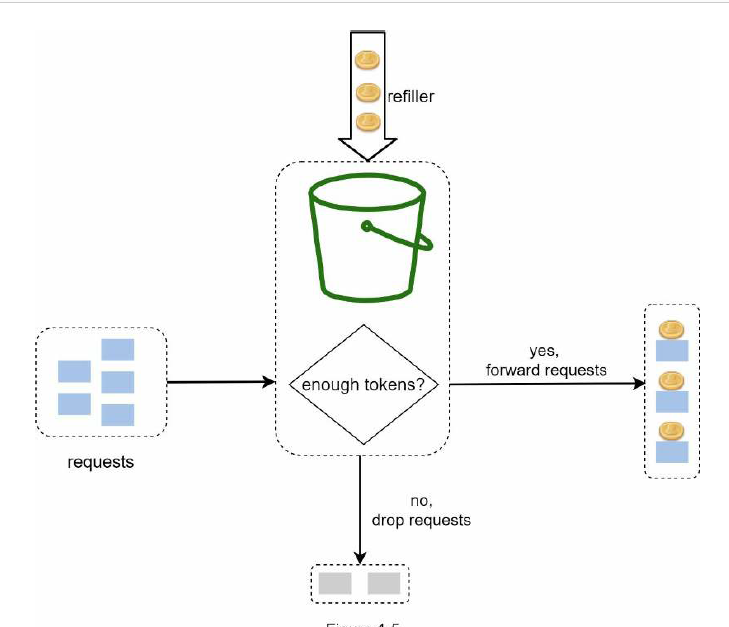 refiller
enough tokens?
yes,
forward requests
requests
no,
drop requests